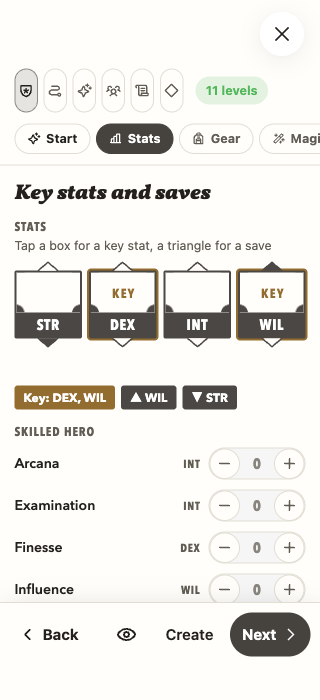 11 levels
Start
Stats
Gear
Magi
Key stats and saves
STATS
Tap a box for a key stat, a triangle for a save
KEY
KEY
STR
DEX
INT
WIL
Key: DEX, WIL
▲ WIL
▼ STR
SKILLED HERO
Arcana INT − 0 +
Examination INT − 0 +
Finesse DEX − 0 +
Influence WIL − 0 +
Back
Create
Next